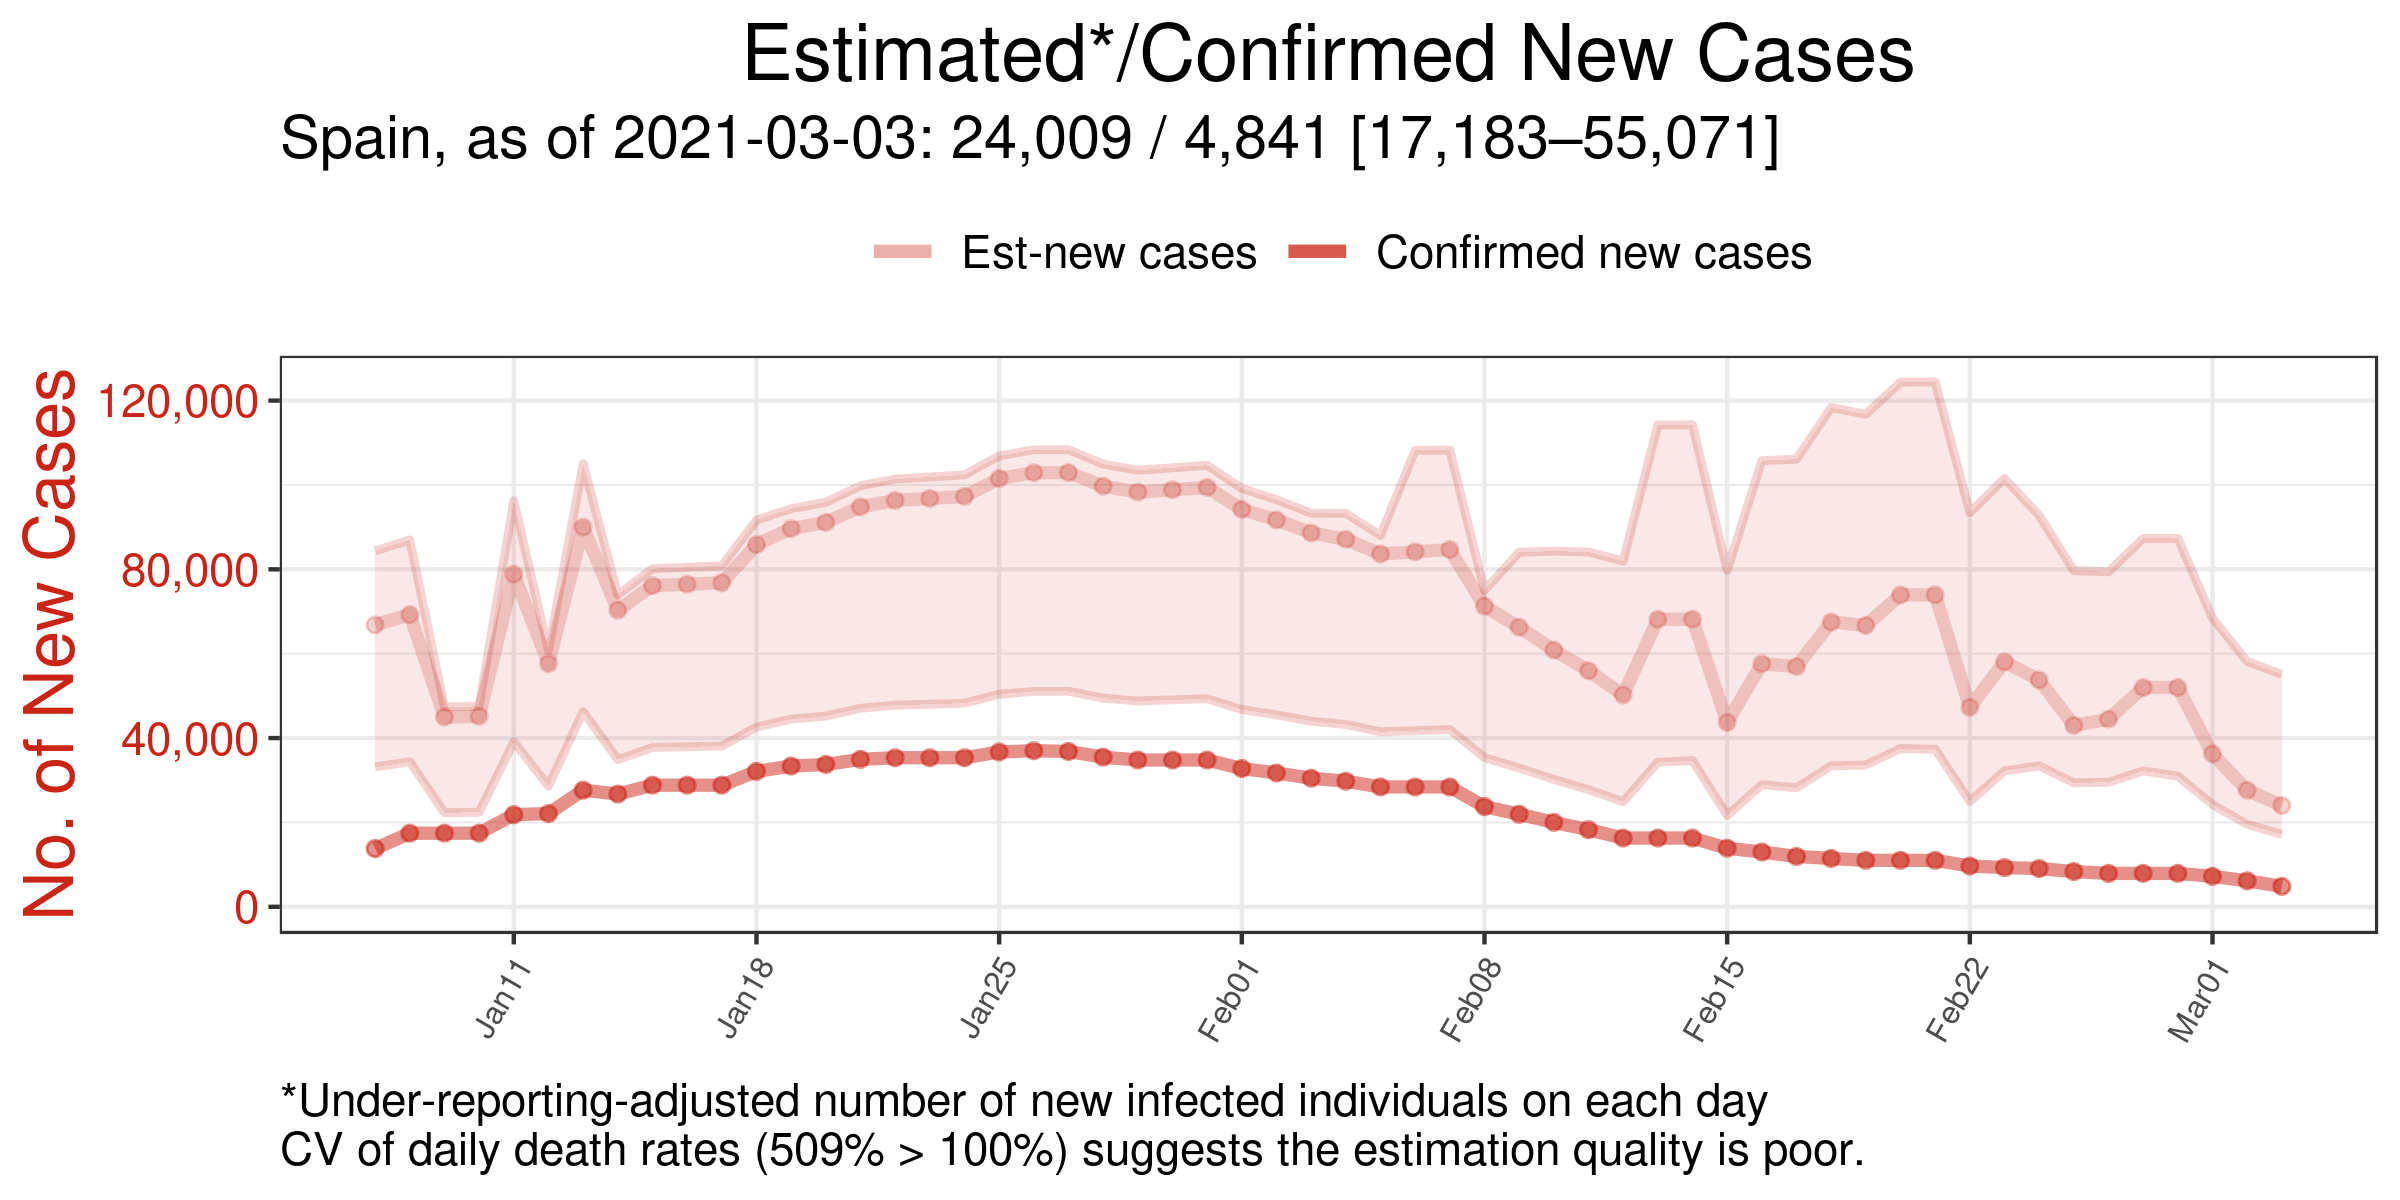 Estimated*/Confirmed New Cases
Spain, as of 2021-03-03: 24,009 / 4,841 [17,183–55,071]
Est-new cases
Confirmed new cases
No. of New Cases
120,000
80,000
40,000
0
Jan11
Jan18
Jan25
Feb01
Feb08
Feb15
Feb22
Mar01
*Under-reporting-adjusted number of new infected individuals on each day
CV of daily death rates (509% > 100%) suggests the estimation quality is poor.